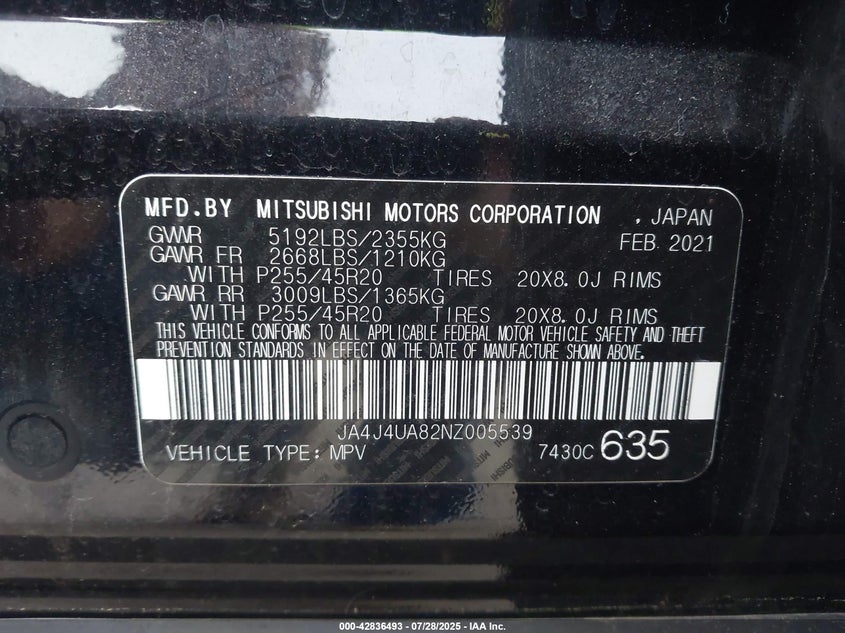 MFD.BY MITSUBISHI MOTORS CORPORATION , JAPAN
GVWR 5192LBS/2355KG FEB. 2021
GAWR FR 2668LBS/1210KG
WITH P255/45R20 TIRES 20X8.0J RIMS
GAWR RR 3009LBS/1365KG
WITH P255/45R20 TIRES 20X8.0J RIMS
THIS VEHICLE CONFORMS TO ALL APPLICABLE FEDERAL MOTOR VEHICLE SAFETY AND THEFT
PREVENTION STANDARDS IN EFFECT ON THE DATE OF MANUFACTURE SHOWN ABOVE.
JA4J4UA82NZ005539
VEHICLE TYPE: MPV 7430C 635
000-42836493 - 07/28/2025 - IAA Inc.